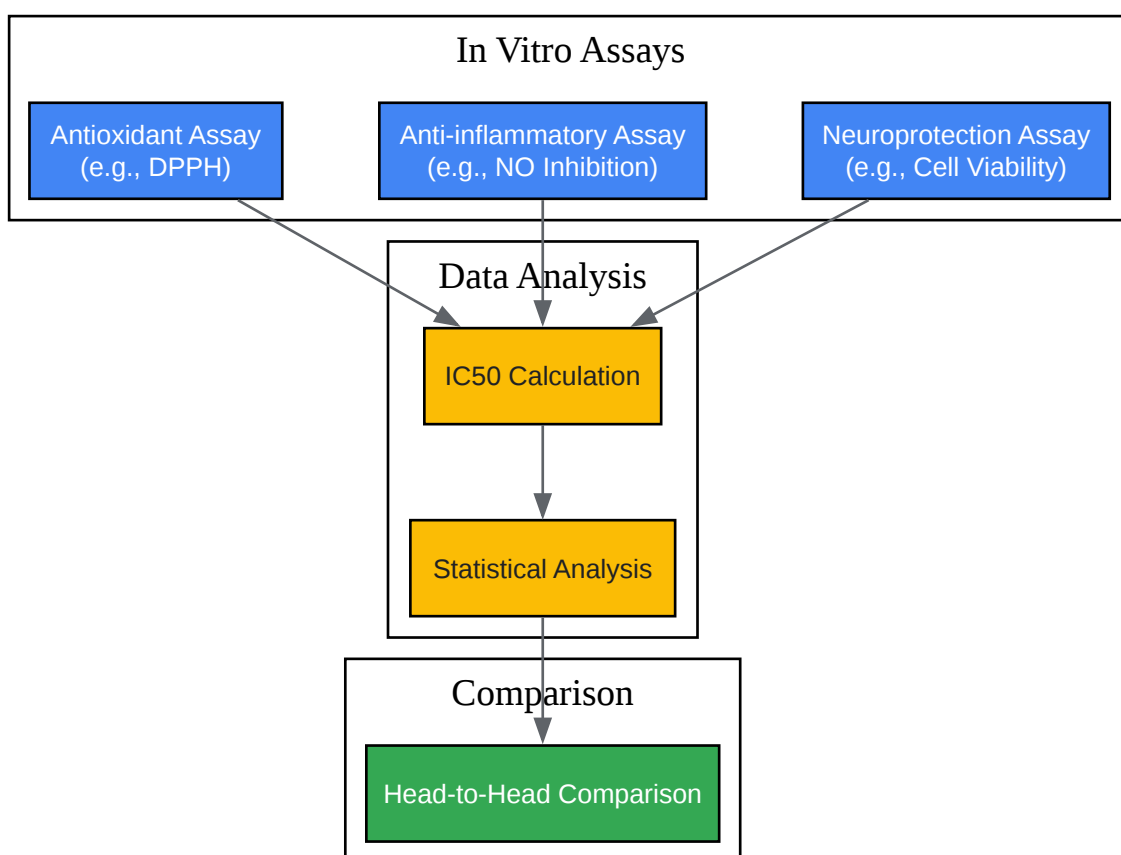 In Vitro Assays
Antioxidant Assay
(e.g., DPPH)
Anti-inflammatory Assay
(e.g., NO Inhibition)
Neuroprotection Assay
(e.g., Cell Viability)
Data Analysis
IC50 Calculation
Statistical Analysis
Comparison
Head-to-Head Comparison